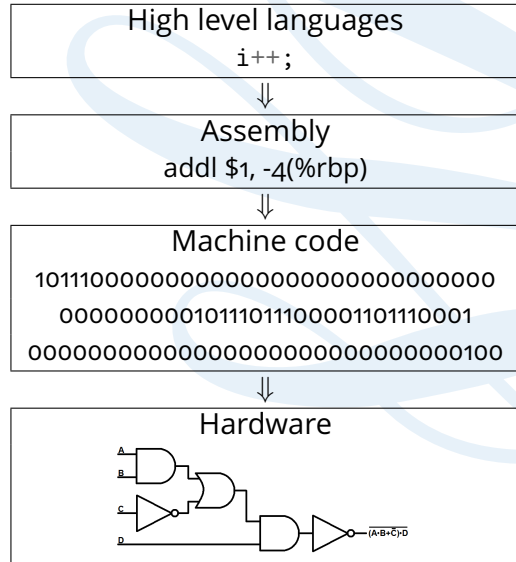 High level languages
i++;
⇓
Assembly
addl $1, -4(%rbp)
⇓
Machine code
10111000000000000000000000000000
00000000010111011100001101110001
00000000000000000000000000000100
⇓
Hardware
A
B
C
D
(A·B+C̅)·D